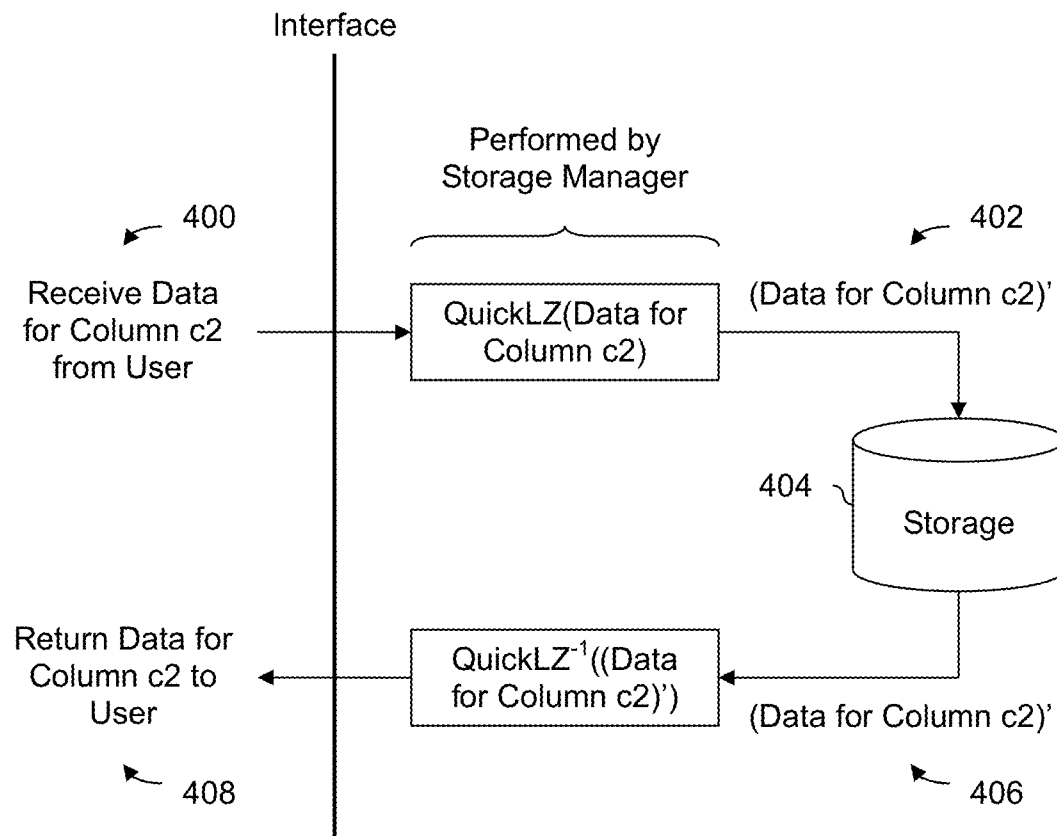 Interface
Performed by
Storage Manager
400
402
Receive Data
for Column c2
from User
QuickLZ(Data for
Column c2)
(Data for Column c2)'
404
Storage
Return Data for
Column c2 to
User
QuickLZ-1((Data
for Column c2)')
(Data for Column c2)'
408
406